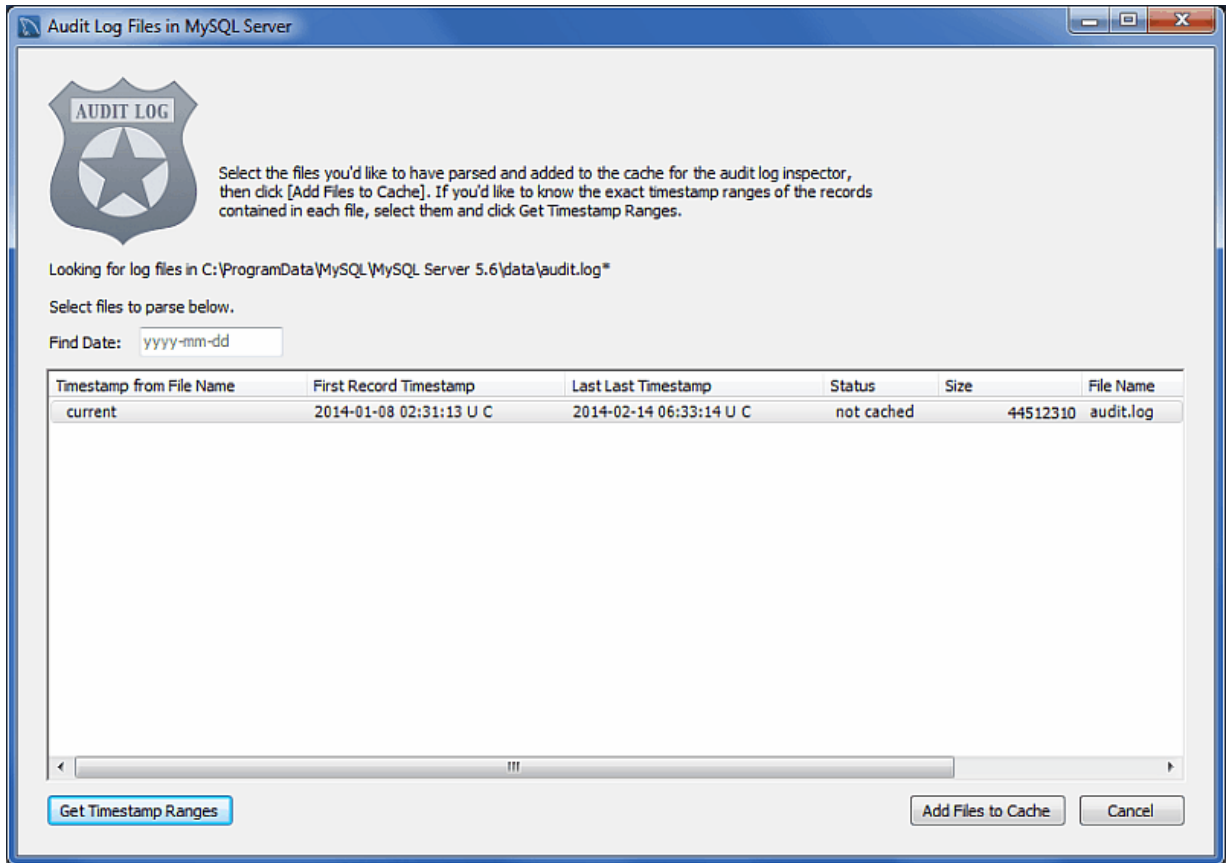 Audit Log Files in MySQL Server
AUDIT LOG
Select the files you'd like to have parsed and added to the cache for the audit log inspector,
then click [Add Files to Cache]. If you'd like to know the exact timestamp ranges of the records
contained in each file, select them and click Get Timestamp Ranges.
Looking for log files in C:\ProgramData\MySQL\MySQL Server 5.6\data\audit.log*
Select files to parse below.
Find Date: yyyy-mm-dd
Timestamp from File Name First Record Timestamp Last Last Timestamp Status Size File Name
current 2014-01-08 02:31:13 U C 2014-02-14 06:33:14 U C not cached 44512310 audit.log
Get Timestamp Ranges Add Files to Cache Cancel